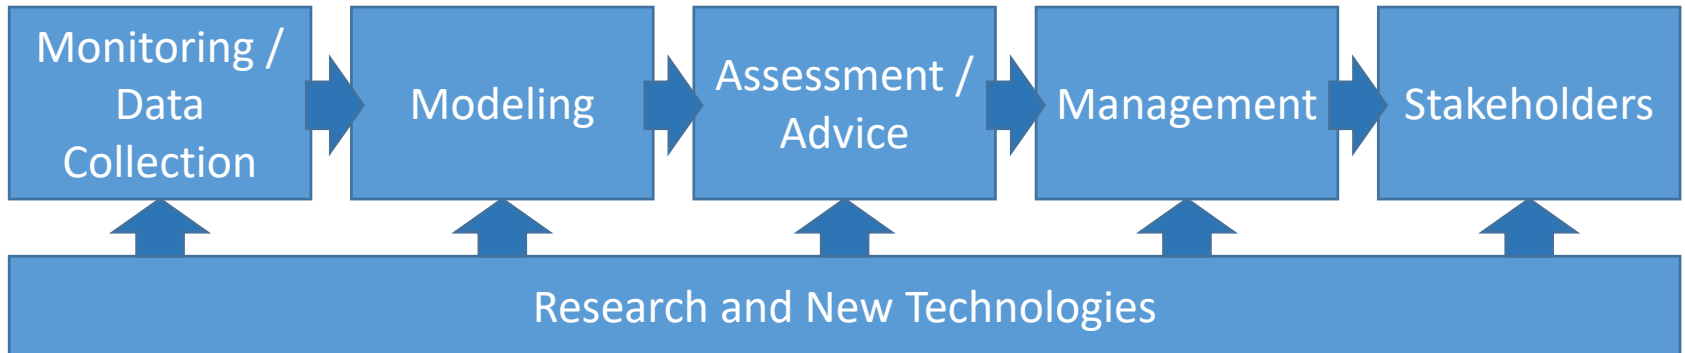 Monitoring /
Data
Collection
Modeling
Assessment /
Advice
Management
Stakeholders
Research and New Technologies